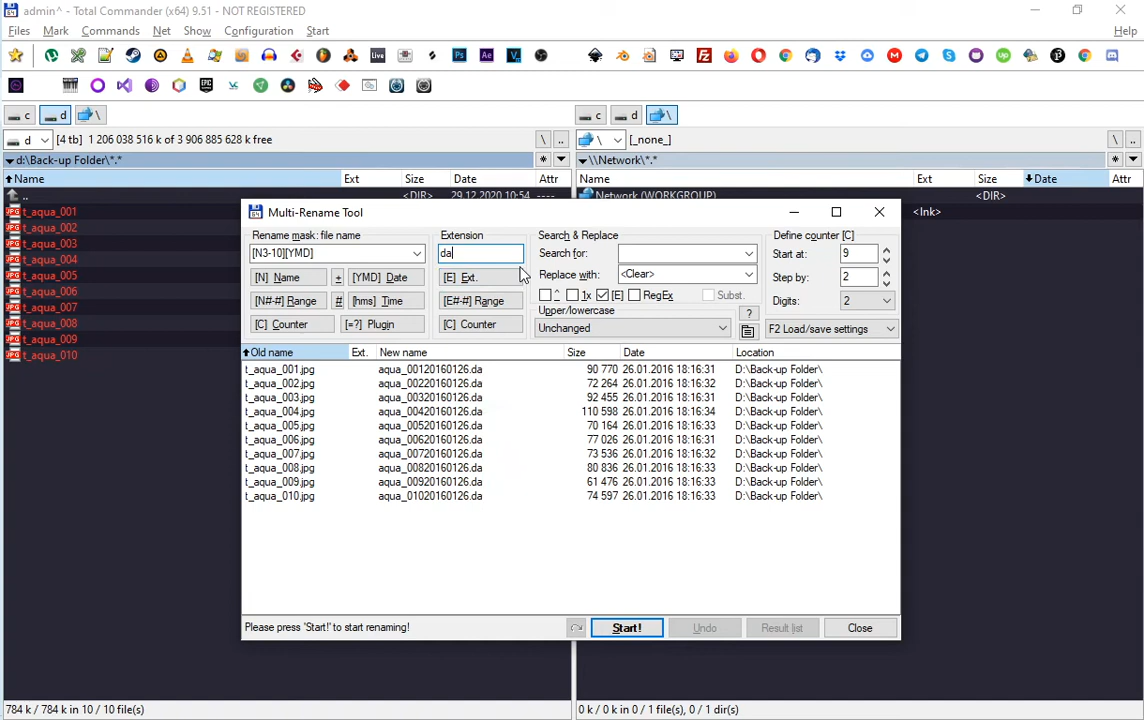 admin^ - Total Commander (x64) 9.51 - NOT REGISTERED
Files Mark Commands Net Show Configuration Start Help
c d \ c d \
d [4 tb] 1 206 038 516 k of 3 906 885 628 k free \ .. \ [_none_] \ ..
d:\Back-up Folder\*.* * \\Network\*.* *
Name Ext Size Date Attr Name Ext Size Date Attr
.. <DIR> 29.12.2020 10:54 ---- Network (WORKGROUP) <DIR>
t_aqua_001 <lnk>
t_aqua_002
t_aqua_003
t_aqua_004
t_aqua_005
t_aqua_006
t_aqua_007
t_aqua_008
t_aqua_009
t_aqua_010
Multi-Rename Tool
Rename mask: file name Extension Search & Replace Define counter [C]
[N3-10][YMD] da Search for: Start at: 9
[N] Name + [YMD] Date [E] Ext. Replace with: <Clear> Step by: 2
[N#-#] Range # [hms] Time [E#-#] Range ^ 1x [E] RegEx Subst. Digits: 2
[C] Counter [=?] Plugin [C] Counter Upper/lowercase ?
Unchanged F2 Load/save settings
Old name Ext. New name Size Date Location
t_aqua_001.jpg aqua_00120160126.da 90 770 26.01.2016 18:16:31 D:\Back-up Folder\
t_aqua_002.jpg aqua_00220160126.da 72 264 26.01.2016 18:16:32 D:\Back-up Folder\
t_aqua_003.jpg aqua_00320160126.da 92 455 26.01.2016 18:16:31 D:\Back-up Folder\
t_aqua_004.jpg aqua_00420160126.da 110 598 26.01.2016 18:16:34 D:\Back-up Folder\
t_aqua_005.jpg aqua_00520160126.da 70 164 26.01.2016 18:16:33 D:\Back-up Folder\
t_aqua_006.jpg aqua_00620160126.da 77 026 26.01.2016 18:16:31 D:\Back-up Folder\
t_aqua_007.jpg aqua_00720160126.da 73 536 26.01.2016 18:16:32 D:\Back-up Folder\
t_aqua_008.jpg aqua_00820160126.da 80 836 26.01.2016 18:16:33 D:\Back-up Folder\
t_aqua_009.jpg aqua_00920160126.da 61 476 26.01.2016 18:16:33 D:\Back-up Folder\
t_aqua_010.jpg aqua_01020160126.da 74 597 26.01.2016 18:16:33 D:\Back-up Folder\
Please press 'Start!' to start renaming! Start! Undo Result list Close
784 k / 784 k in 10 / 10 file(s) 0 k / 0 k in 0 / 1 file(s), 0 / 1 dir(s)